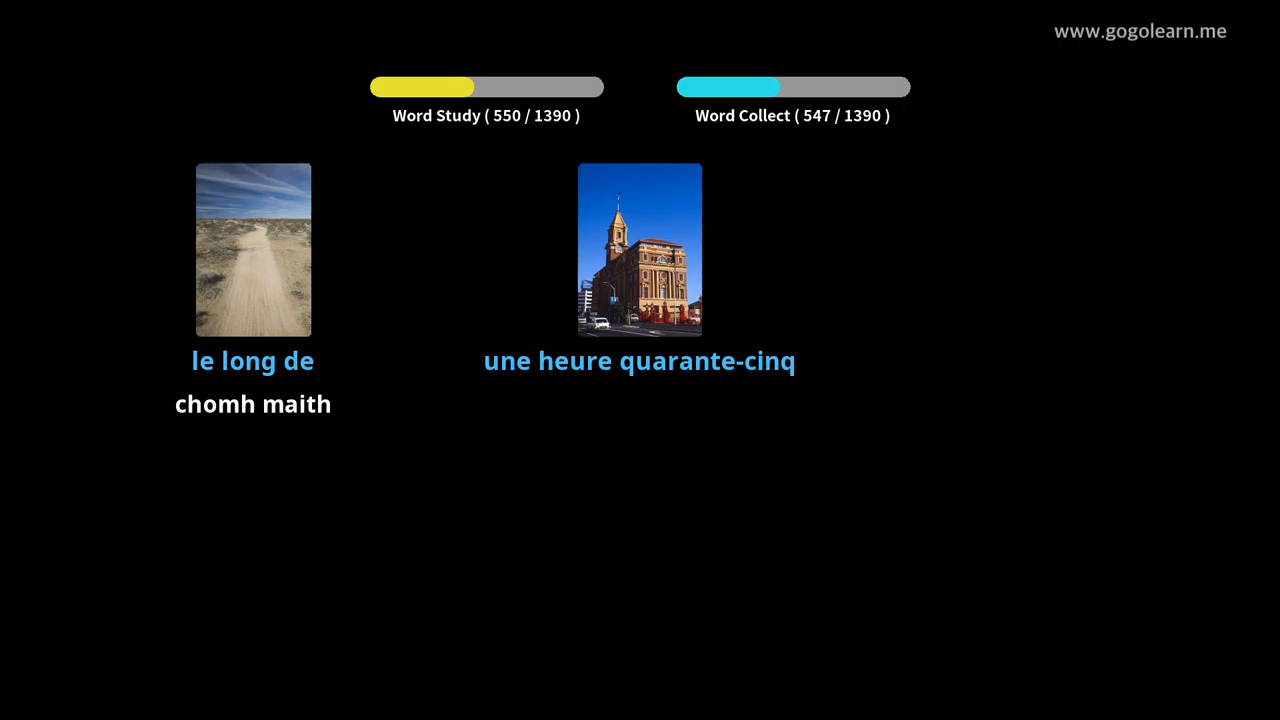 www.gogolearn.me
Word Study ( 550 / 1390 )
Word Collect ( 547 / 1390 )
le long de
une heure quarante-cinq
chomh maith